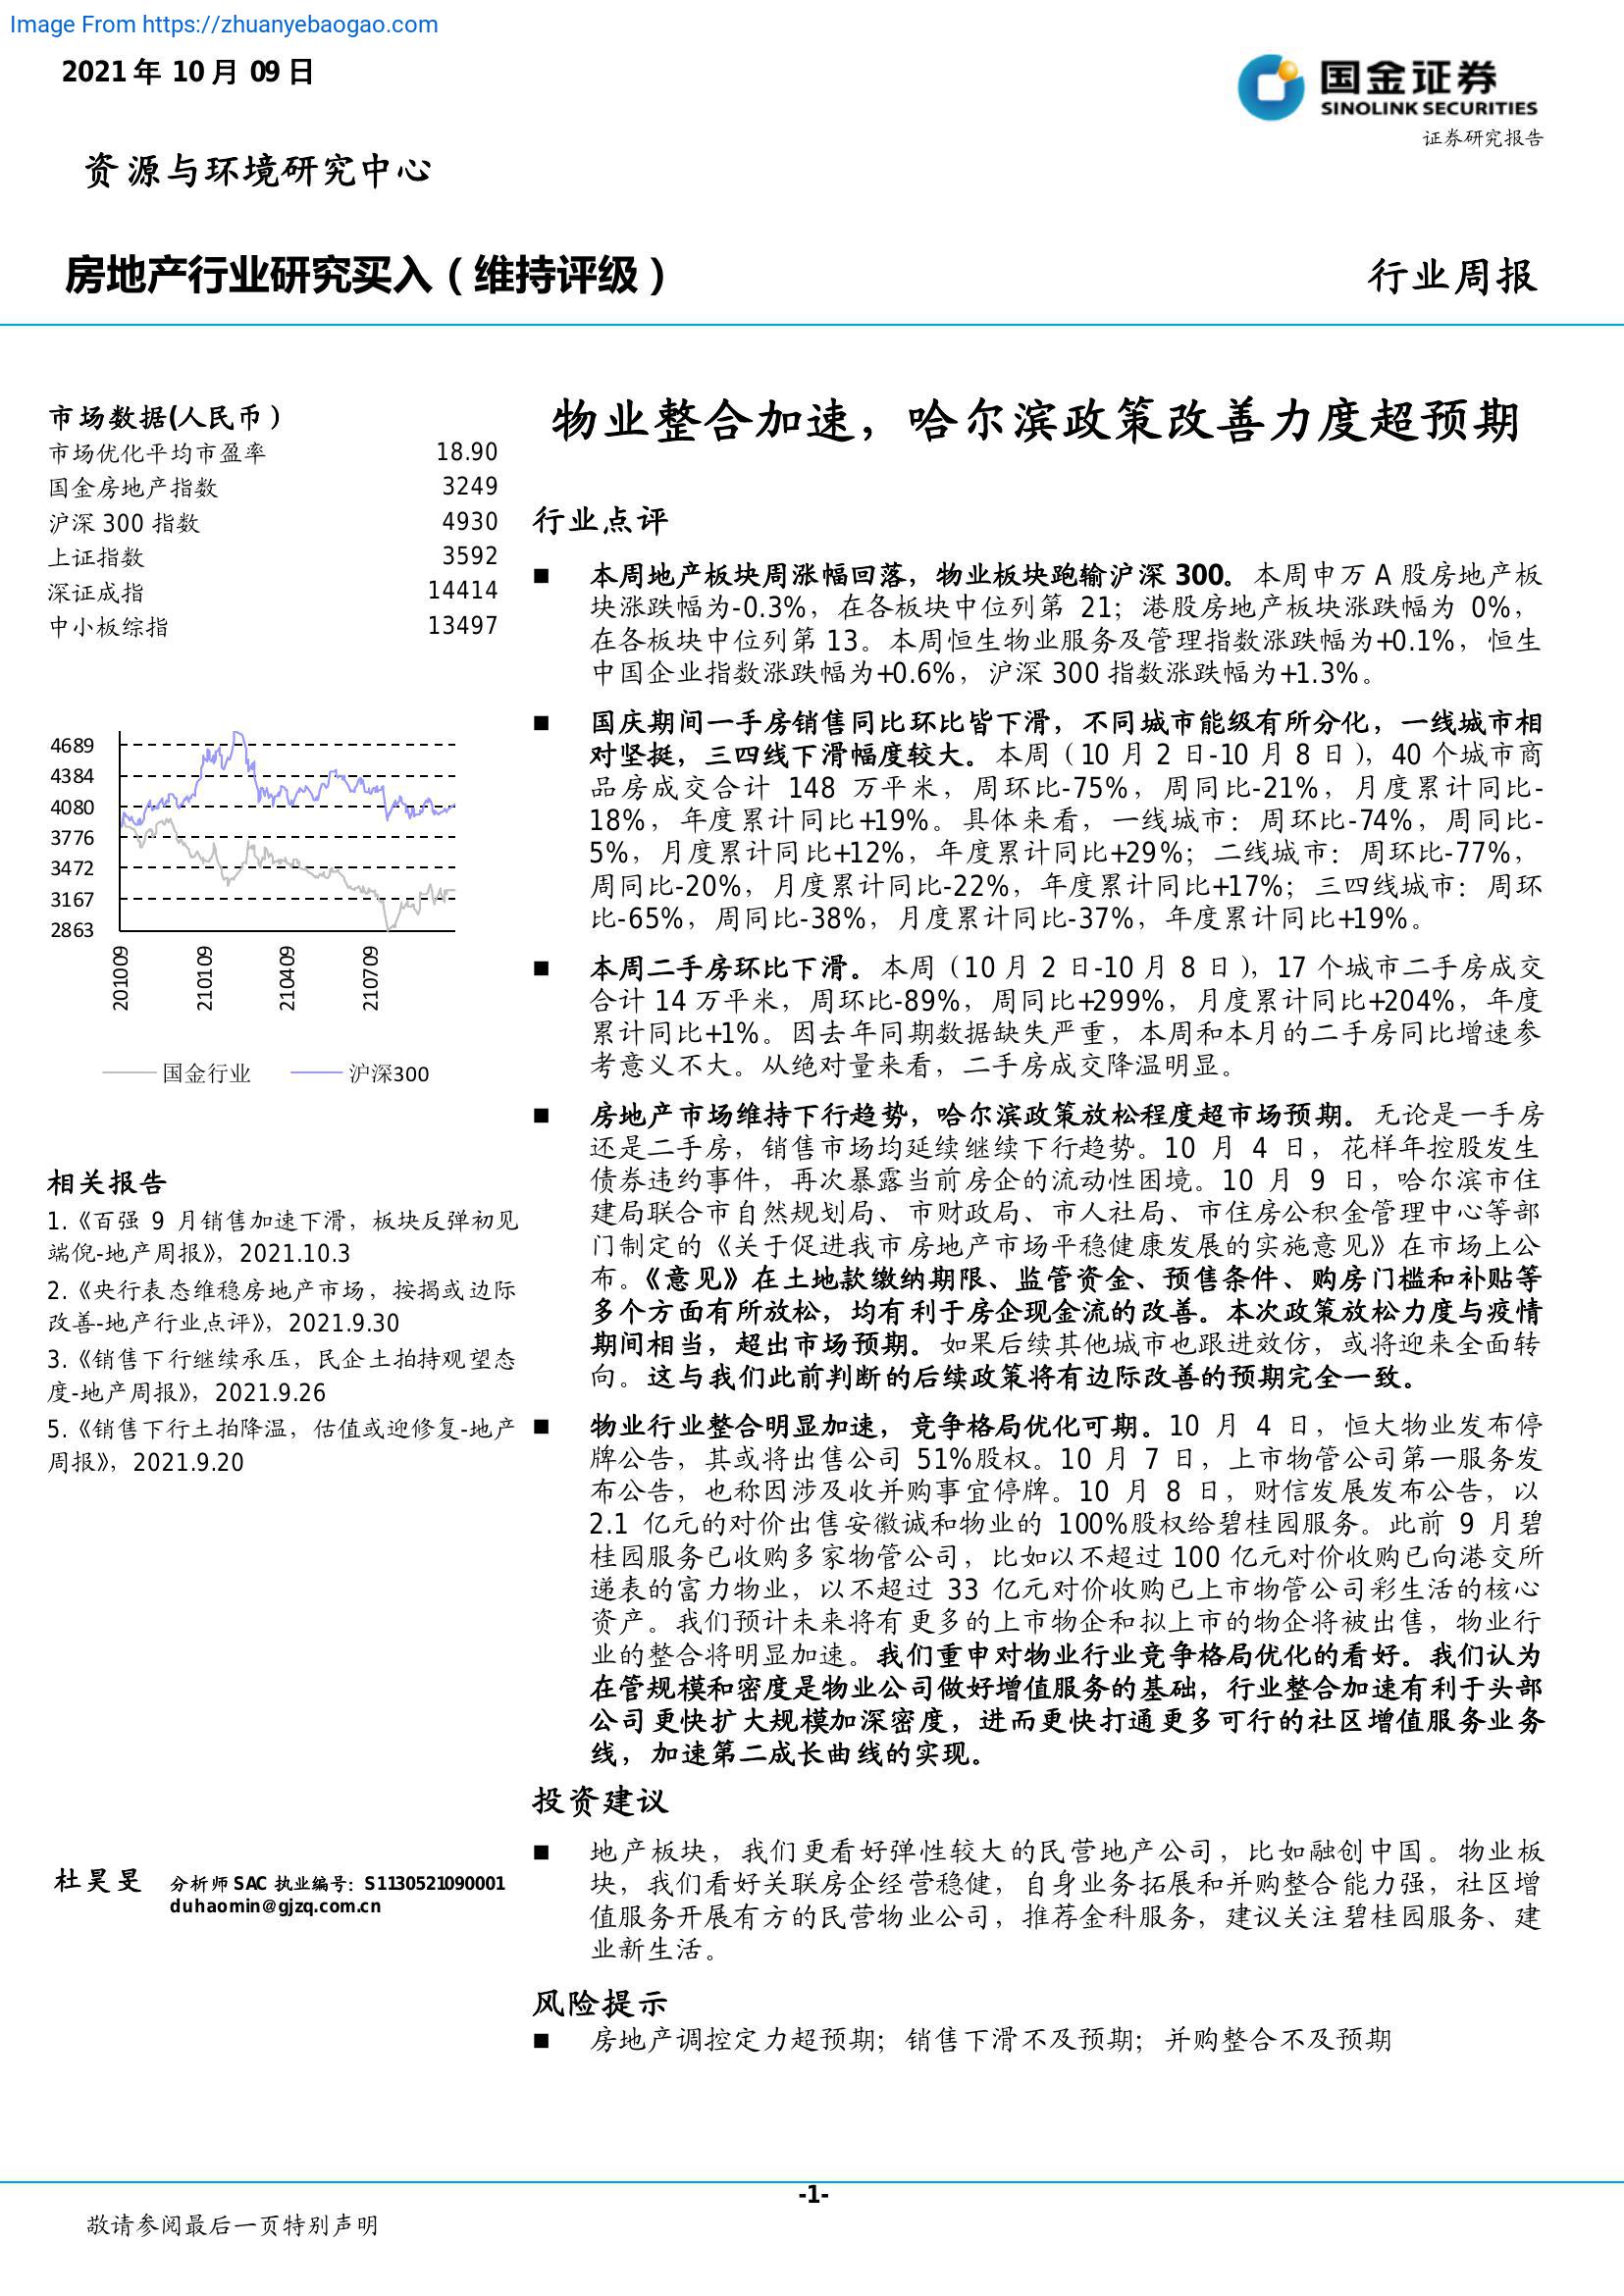 Image From https://zhuanyebaogao.com
2021 年 10 月 09 日
国金证券
SINOLINK SECURITIES
证券研究报告
资源与环境研究中心
房地产行业研究买入（维持评级）
行业周报
市场数据(人民币）
市场优化平均市盈率 18.90
国金房地产指数 3249
沪深 300 指数 4930
上证指数 3592
深证成指 14414
中小板综指 13497
4689
4384
4080
3776
3472
3167
2863
201009
210109
210409
210709
国金行业
沪深300
相关报告
1.《百强 9 月销售加速下滑，板块反弹初见
端倪-地产周报》，2021.10.3
2.《央行表态维稳房地产市场，按揭或边际
改善-地产行业点评》，2021.9.30
3.《销售下行继续承压，民企土拍持观望态
度-地产周报》，2021.9.26
5.《销售下行土拍降温，估值或迎修复-地产
周报》，2021.9.20
杜昊旻 分析师 SAC 执业编号：S1130521090001
duhaomin@gjzq.com.cn
物业整合加速，哈尔滨政策改善力度超预期
行业点评
■ 本周地产板块周涨幅回落，物业板块跑输沪深 300。本周申万 A 股房地产板
块涨跌幅为-0.3%，在各板块中位列第 21；港股房地产板块涨跌幅为 0%，
在各板块中位列第 13。本周恒生物业服务及管理指数涨跌幅为+0.1%，恒生
中国企业指数涨跌幅为+0.6%，沪深 300 指数涨跌幅为+1.3%。
■ 国庆期间一手房销售同比环比皆下滑，不同城市能级有所分化，一线城市相
对坚挺，三四线下滑幅度较大。本周（10 月 2 日-10 月 8 日），40 个城市商
品房成交合计 148 万平米，周环比-75%，周同比-21%，月度累计同比-
18%，年度累计同比+19%。具体来看，一线城市：周环比-74%，周同比-
5%，月度累计同比+12%，年度累计同比+29%；二线城市：周环比-77%，
周同比-20%，月度累计同比-22%，年度累计同比+17%；三四线城市：周环
比-65%，周同比-38%，月度累计同比-37%，年度累计同比+19%。
■ 本周二手房环比下滑。本周（10 月 2 日-10 月 8 日），17 个城市二手房成交
合计 14 万平米，周环比-89%，周同比+299%，月度累计同比+204%，年度
累计同比+1%。因去年同期数据缺失严重，本周和本月的二手房同比增速参
考意义不大。从绝对量来看，二手房成交降温明显。
■ 房地产市场维持下行趋势，哈尔滨政策放松程度超市场预期。无论是一手房
还是二手房，销售市场均延续继续下行趋势。10 月 4 日，花样年控股发生
债券违约事件，再次暴露当前房企的流动性困境。10 月 9 日，哈尔滨市住
建局联合市自然规划局、市财政局、市人社局、市住房公积金管理中心等部
门制定的《关于促进我市房地产市场平稳健康发展的实施意见》在市场上公
布。《意见》在土地款缴纳期限、监管资金、预售条件、购房门槛和补贴等
多个方面有所放松，均有利于房企现金流的改善。本次政策放松力度与疫情
期间相当，超出市场预期。如果后续其他城市也跟进效仿，或将迎来全面转
向。这与我们此前判断的后续政策将有边际改善的预期完全一致。
■ 物业行业整合明显加速，竞争格局优化可期。10 月 4 日，恒大物业发布停
牌公告，其或将出售公司 51%股权。10 月 7 日，上市物管公司第一服务发
布公告，也称因涉及收并购事宜停牌。10 月 8 日，财信发展发布公告，以
2.1 亿元的对价出售安徽诚和物业的 100%股权给碧桂园服务。此前 9 月碧
桂园服务已收购多家物管公司，比如以不超过 100 亿元对价收购已向港交所
递表的富力物业，以不超过 33 亿元对价收购已上市物管公司彩生活的核心
资产。我们预计未来将有更多的上市物企和拟上市的物企将被出售，物业行
业的整合将明显加速。我们重申对物业行业竞争格局优化的看好。我们认为
在管规模和密度是物业公司做好增值服务的基础，行业整合加速有利于头部
公司更快扩大规模加深密度，进而更快打通更多可行的社区增值服务业务
线，加速第二成长曲线的实现。
投资建议
■ 地产板块，我们更看好弹性较大的民营地产公司，比如融创中国。物业板
块，我们看好关联房企经营稳健，自身业务拓展和并购整合能力强，社区增
值服务开展有方的民营物业公司，推荐金科服务，建议关注碧桂园服务、建
业新生活。
风险提示
■ 房地产调控定力超预期；销售下滑不及预期；并购整合不及预期
-1-
敬请参阅最后一页特别声明